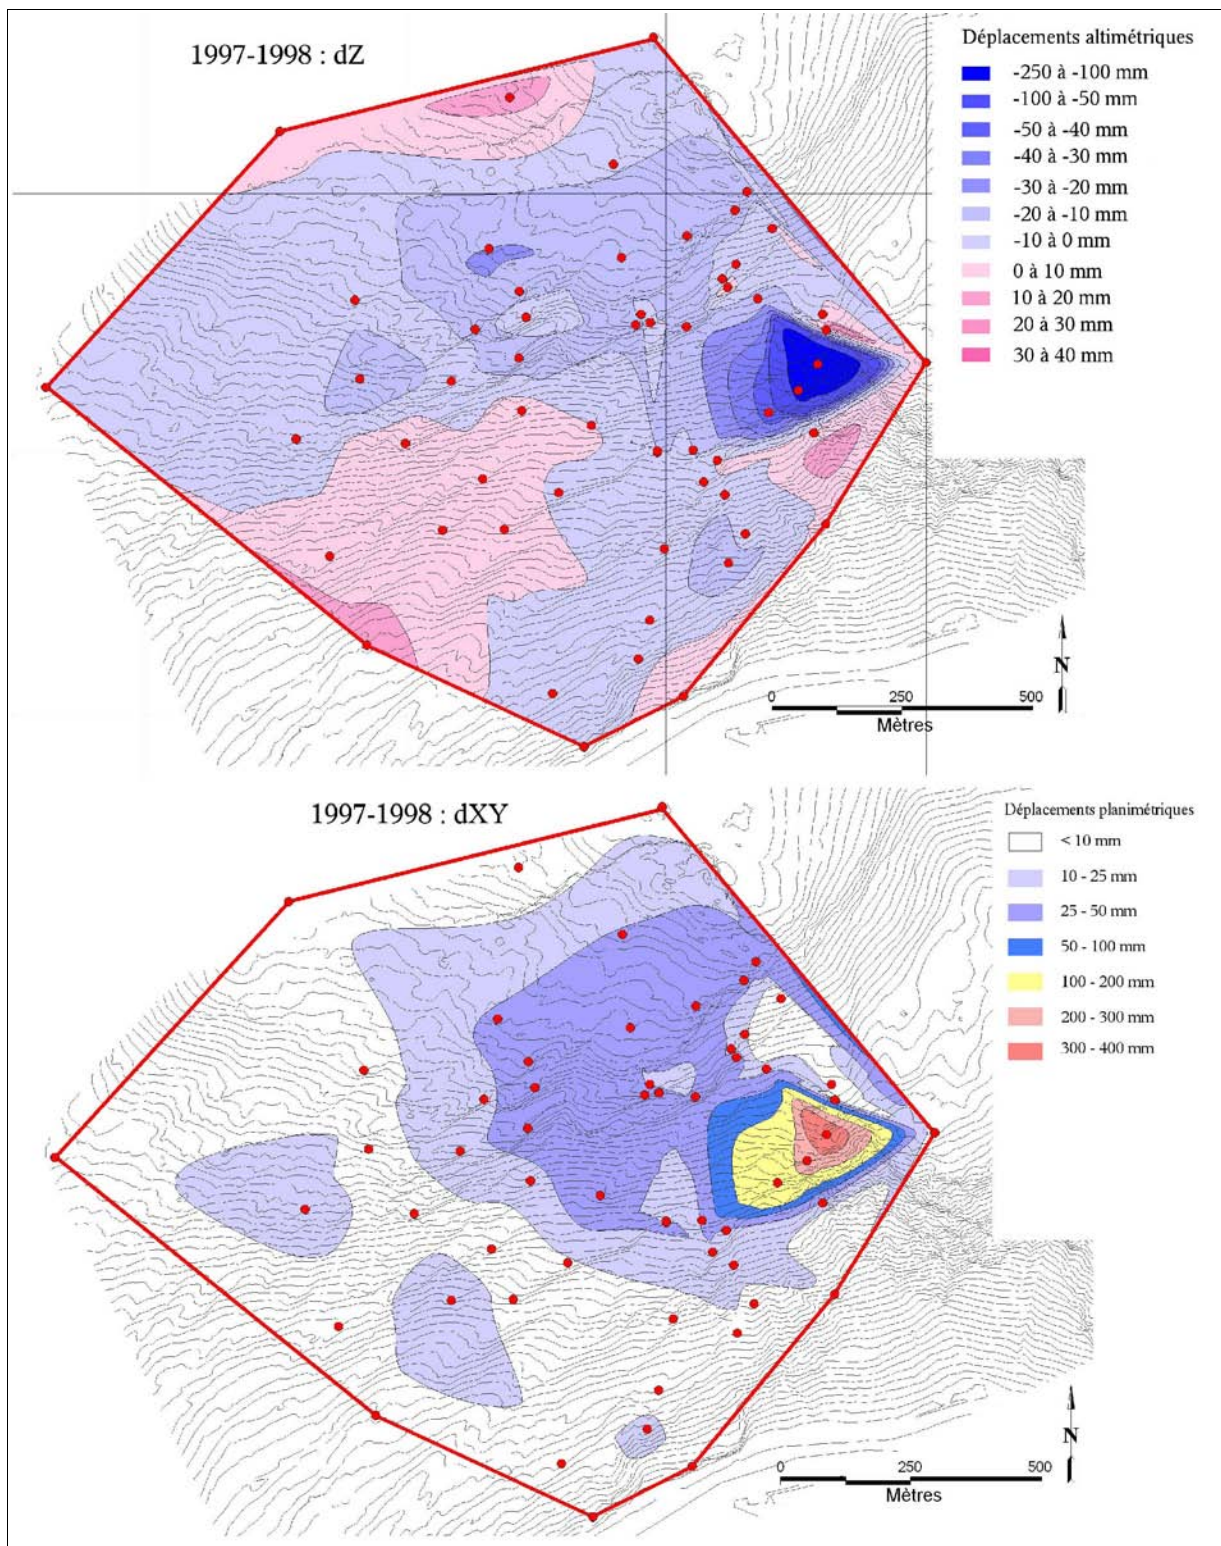 1997-1998 : dZ
Déplacements altimétriques
-250 à -100 mm
-100 à -50 mm
-50 à -40 mm
-40 à -30 mm
-30 à -20 mm
-20 à -10 mm
-10 à 0 mm
0 à 10 mm
10 à 20 mm
20 à 30 mm
30 à 40 mm
N
0 250 500
Mètres
1997-1998 : dXY
Déplacements planimétriques
< 10 mm
10 - 25 mm
25 - 50 mm
50 - 100 mm
100 - 200 mm
200 - 300 mm
300 - 400 mm
N
0 250 500
Mètres